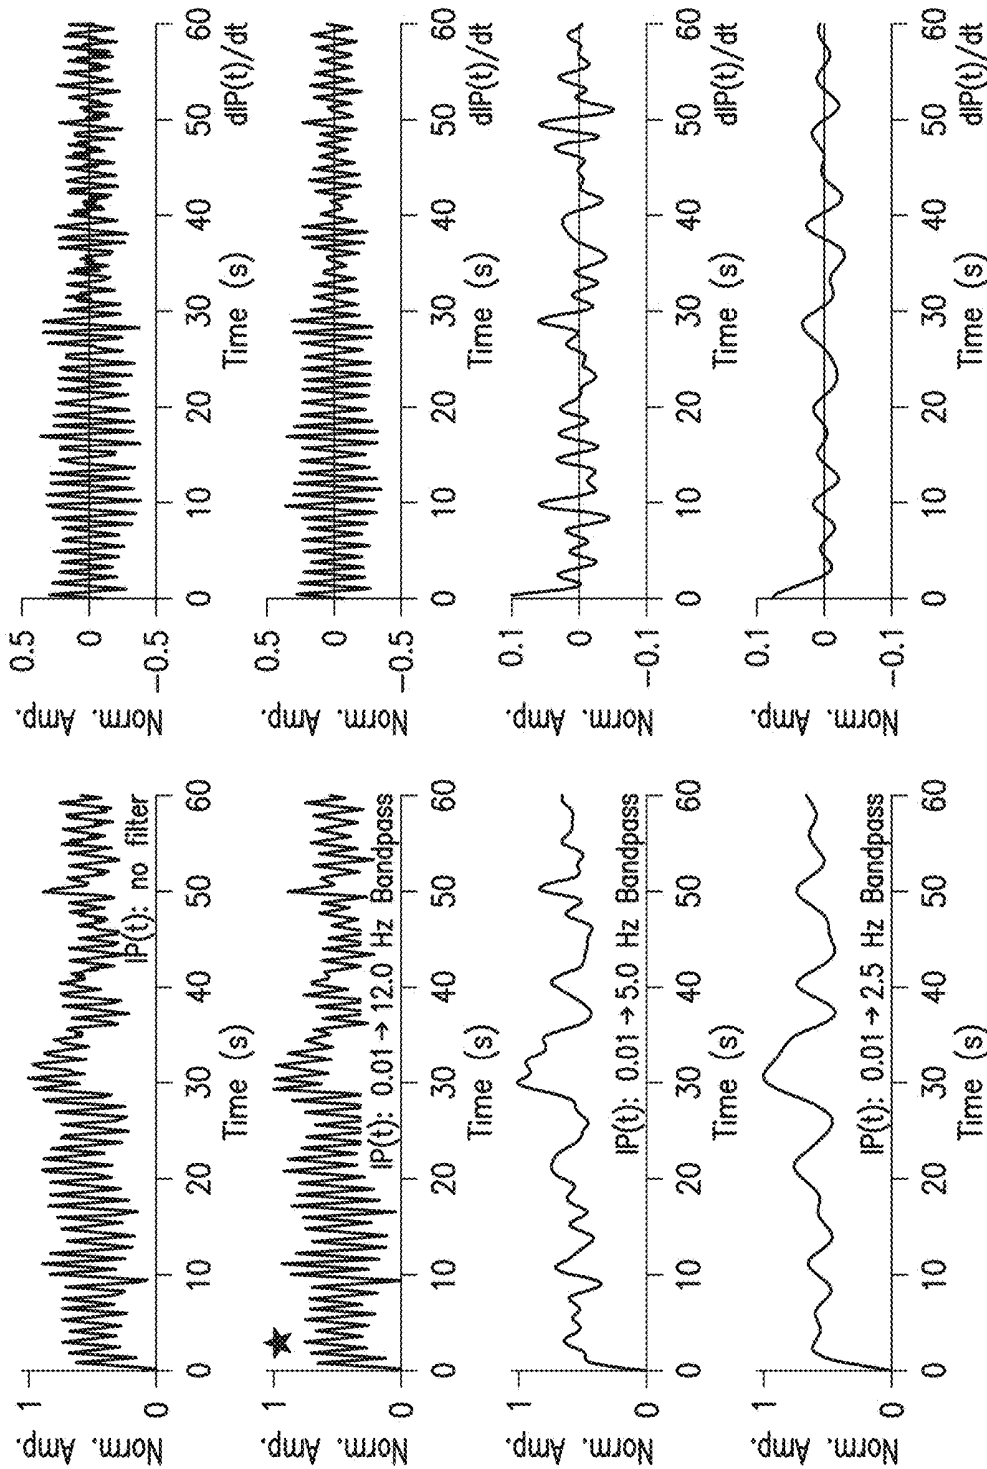 Norm. Amp.
1
0
0 10 20 30 40 50 60
Time (s)
IP(t): no filter
Norm. Amp.
0.5
0
−0.5
0 10 20 30 40 50 60
Time (s)
dIP(t)/dt
Norm. Amp.
1
0
★
0 10 20 30 40 50 60
Time (s)
IP(t): 0.01→12.0 Hz Bandpass
Norm. Amp.
0.5
0
−0.5
0 10 20 30 40 50 60
Time (s)
dIP(t)/dt
Norm. Amp.
1
0
0 10 20 30 40 50 60
Time (s)
IP(t): 0.01→5.0 Hz Bandpass
Norm. Amp.
0.1
0
−0.1
0 10 20 30 40 50 60
Time (s)
dIP(t)/dt
Norm. Amp.
1
0
0 10 20 30 40 50 60
Time (s)
IP(t): 0.01→2.5 Hz Bandpass
Norm. Amp.
0.1
0
−0.1
0 10 20 30 40 50 60
Time (s)
dIP(t)/dt